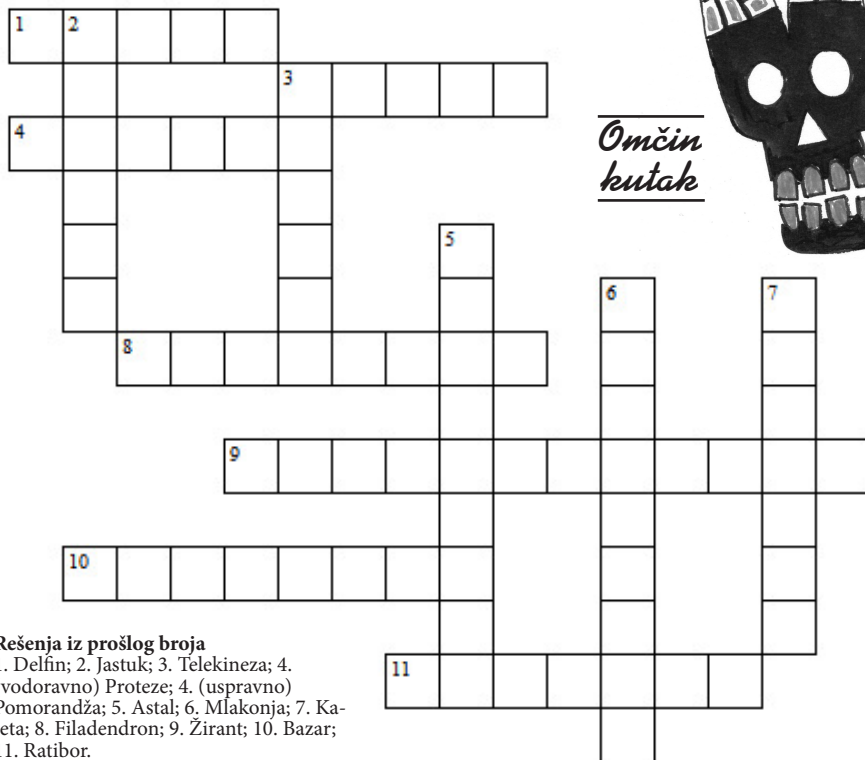 1 2
3
4
Omčin
kutak
5
6 7
8
9
10
Rešenja iz prošlog broja
1. Delfin; 2. Jastuk; 3. Telekineza; 4.
vodoravno) Proteze; 4. (uspravno)
Pomorandža; 5. Astal; 6. Mlakonja; 7. Ka-
eta; 8. Filadendron; 9. Žirant; 10. Bazar;
11. Ratibor.
11